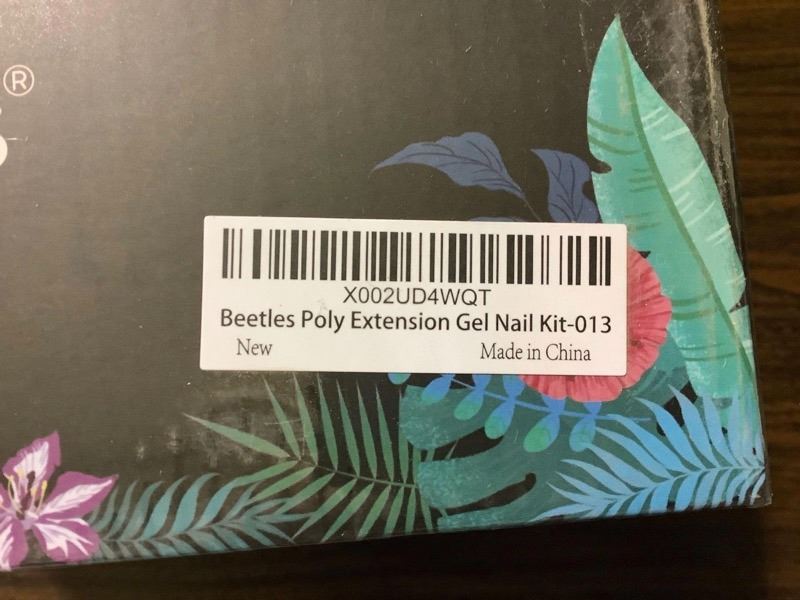 ®
X002UD4WQT
Beetles Poly Extension Gel Nail Kit-013
New
Made in China